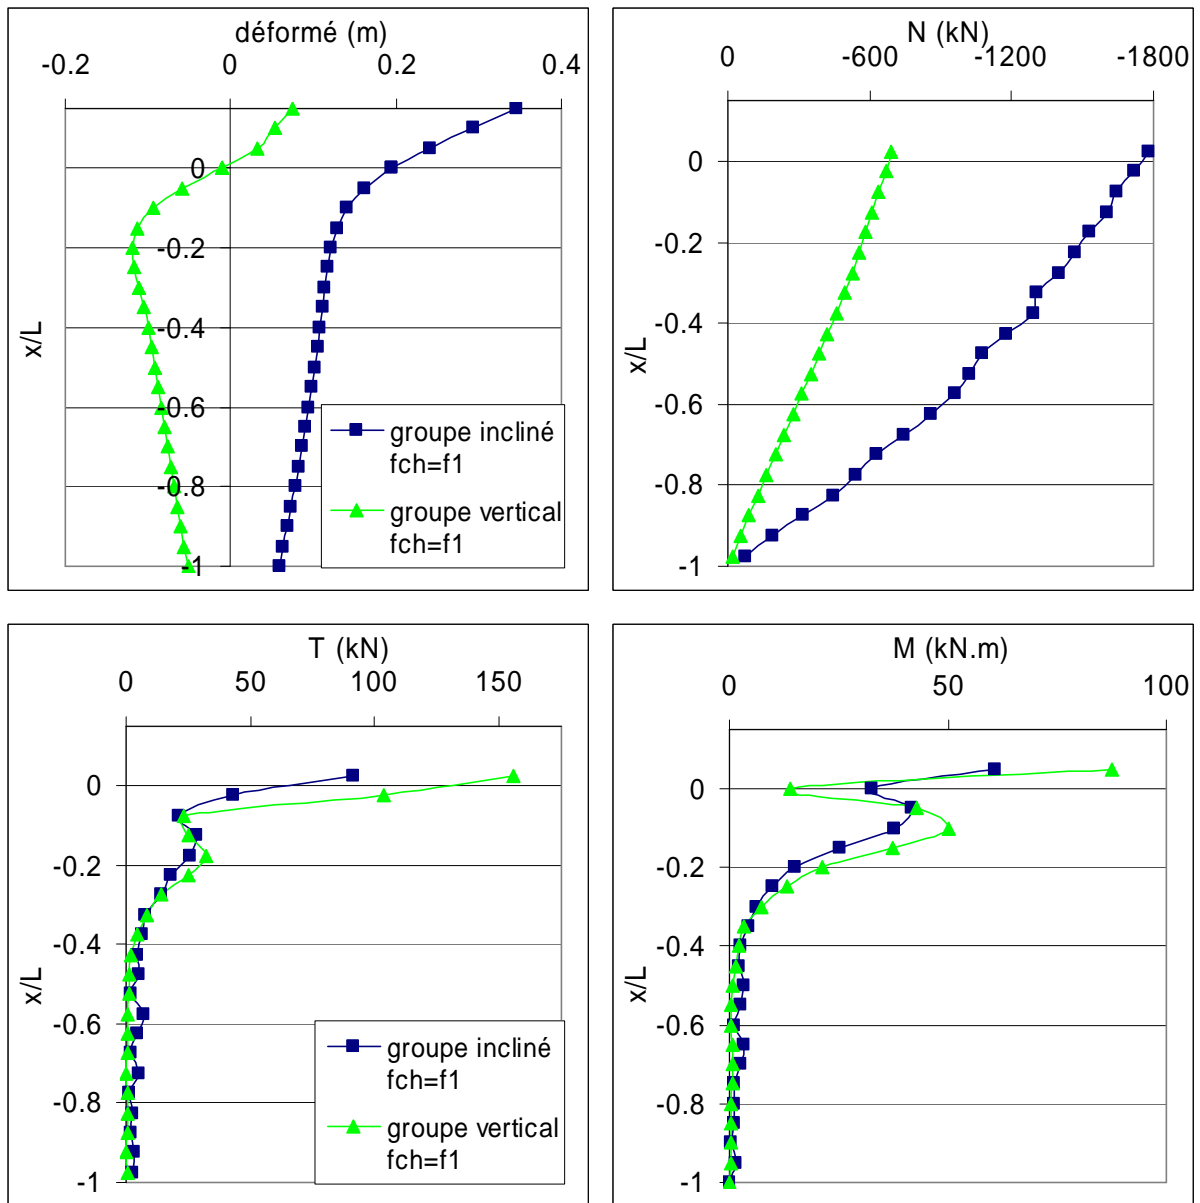 déformé (m)
-0.2 0 0.2 0.4
0
-0.2
-0.4
-0.6
-0.8
-1
x/L
groupe incliné
fch=f1
groupe vertical
fch=f1
N (kN)
0 -600 -1200 -1800
0
-0.2
-0.4
-0.6
-0.8
-1
x/L
T (kN)
0 50 100 150
0
-0.2
-0.4
-0.6
-0.8
-1
x/L
groupe incliné
fch=f1
groupe vertical
fch=f1
M (kN.m)
0 50 100
0
-0.2
-0.4
-0.6
-0.8
-1
x/L